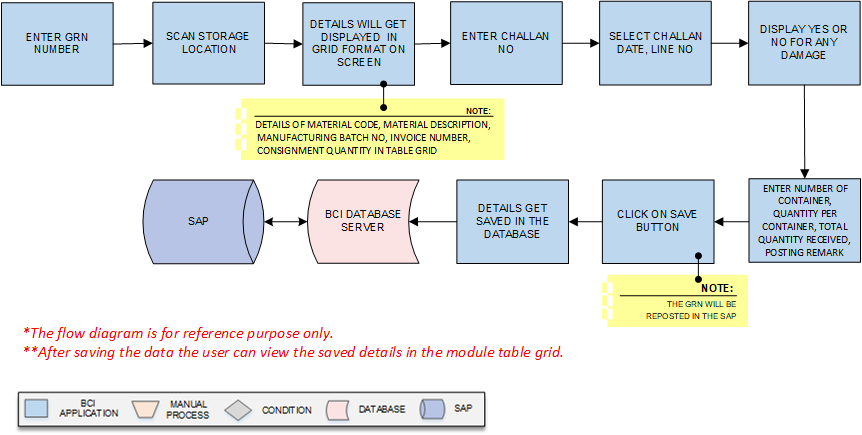 ENTER GRN
NUMBER
SCAN STORAGE
LOCATION
DETAILS WILL GET
DISPLAYED IN
GRID FORMAT ON
SCREEN
ENTER CHALLAN
NO
SELECT CHALLAN
DATE, LINE NO
DISPLAY YES OR
NO FOR ANY
DAMAGE
NOTE:
DETAILS OF MATERIAL CODE, MATERIAL DESCRIPTION,
MANUFACTURING BATCH NO, INVOICE NUMBER,
CONSIGNMENT QUANTITY IN TABLE GRID
SAP
BCI DATABASE
SERVER
DETAILS GET
SAVED IN THE
DATABASE
CLICK ON SAVE
BUTTON
ENTER NUMBER OF
CONTAINER,
QUANTITY PER
CONTAINER, TOTAL
QUANTITY RECEIVED,
POSTING REMARK
NOTE:
THE GRN WILL BE
REPOSTED IN THE SAP
*The flow diagram is for reference purpose only.
**After saving the data the user can view the saved details in the module table grid.
BCI
APPLICATION
MANUAL
PROCESS
CONDITION
DATABASE
SAP